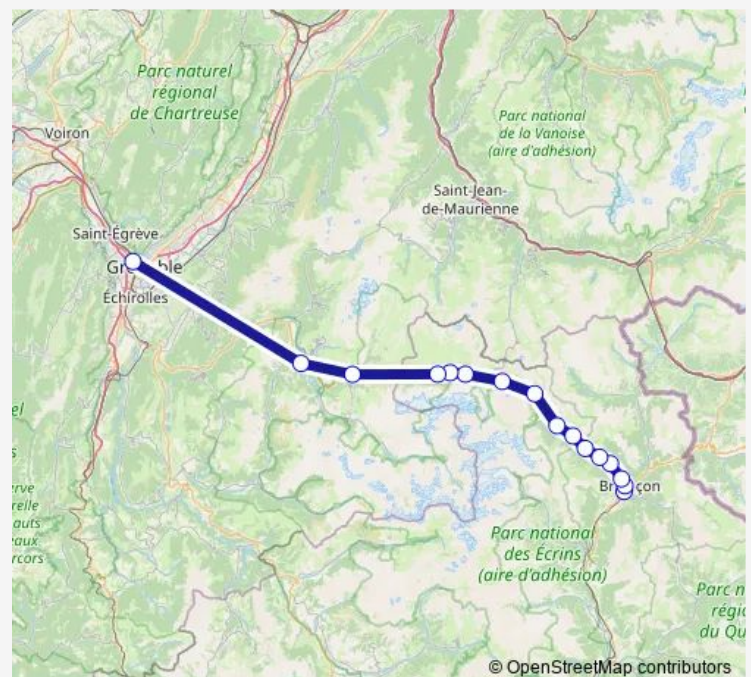 Parc naturel
régional
de Chartreuse
Voiron
Parc national
de la Vanoise
(aire d'adhésion)
Saint-Jean-
de-Maurienne
Saint-Égrève
Échirolles
Parc national
des Écrins
(aire d'adhésion)
© OpenStreetMap contributors